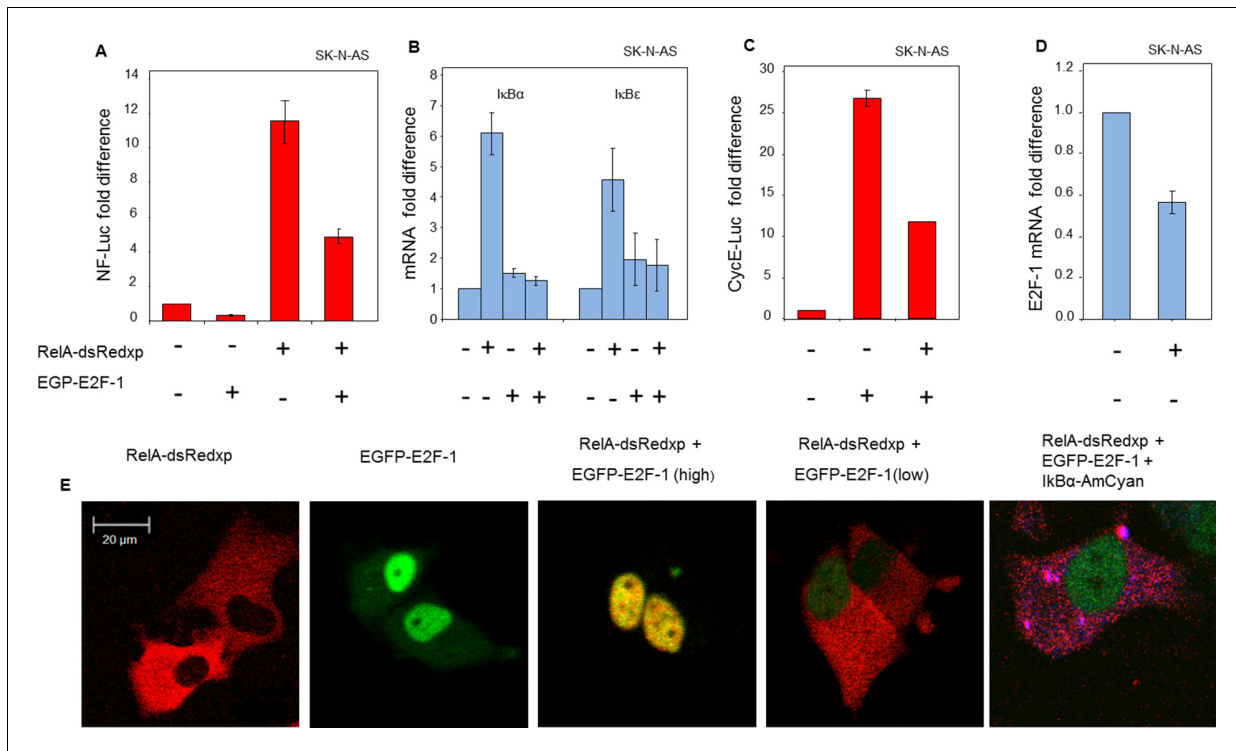 A
SK-N-AS
NF-Luc fold difference
14
12
10
8
6
4
2
0
B
SK-N-AS
mRNA fold difference
8
7
6
5
4
3
2
1
0
IκBα
IκBε
C
SK-N-AS
CycE-Luc fold difference
30
25
20
15
10
5
0
D
SK-N-AS
E2F-1 mRNA fold difference
1.2
1.0
0.8
0.6
0.4
0.2
0.0
RelA-dsRedxp - - + + - + - + - + - + - - + - +
EGP-E2F-1 - + - + - - + + - - + + - + + - -
RelA-dsRedxp
EGFP-E2F-1
RelA-dsRedxp +
EGFP-E2F-1 (high)
RelA-dsRedxp +
EGFP-E2F-1(low)
RelA-dsRedxp +
EGFP-E2F-1 +
IkBα-AmCyan
E
20 µm